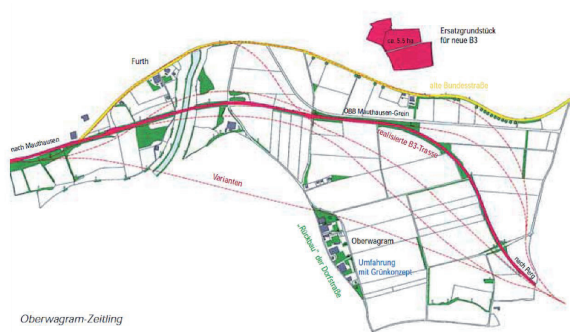 Ersatzgrundstück
für neue B3
ca. 5.5 ha
Furth
alte Bundesstraße
nach Mauthausen
ÖBB Mauthausen-Grein
realisierte B3-Trasse
Varianten
Oberwagram
„Rückbau" der Dorfstraße
Umfahrung
mit Grünkonzept
nach Perg
Oberwagram-Zeitling